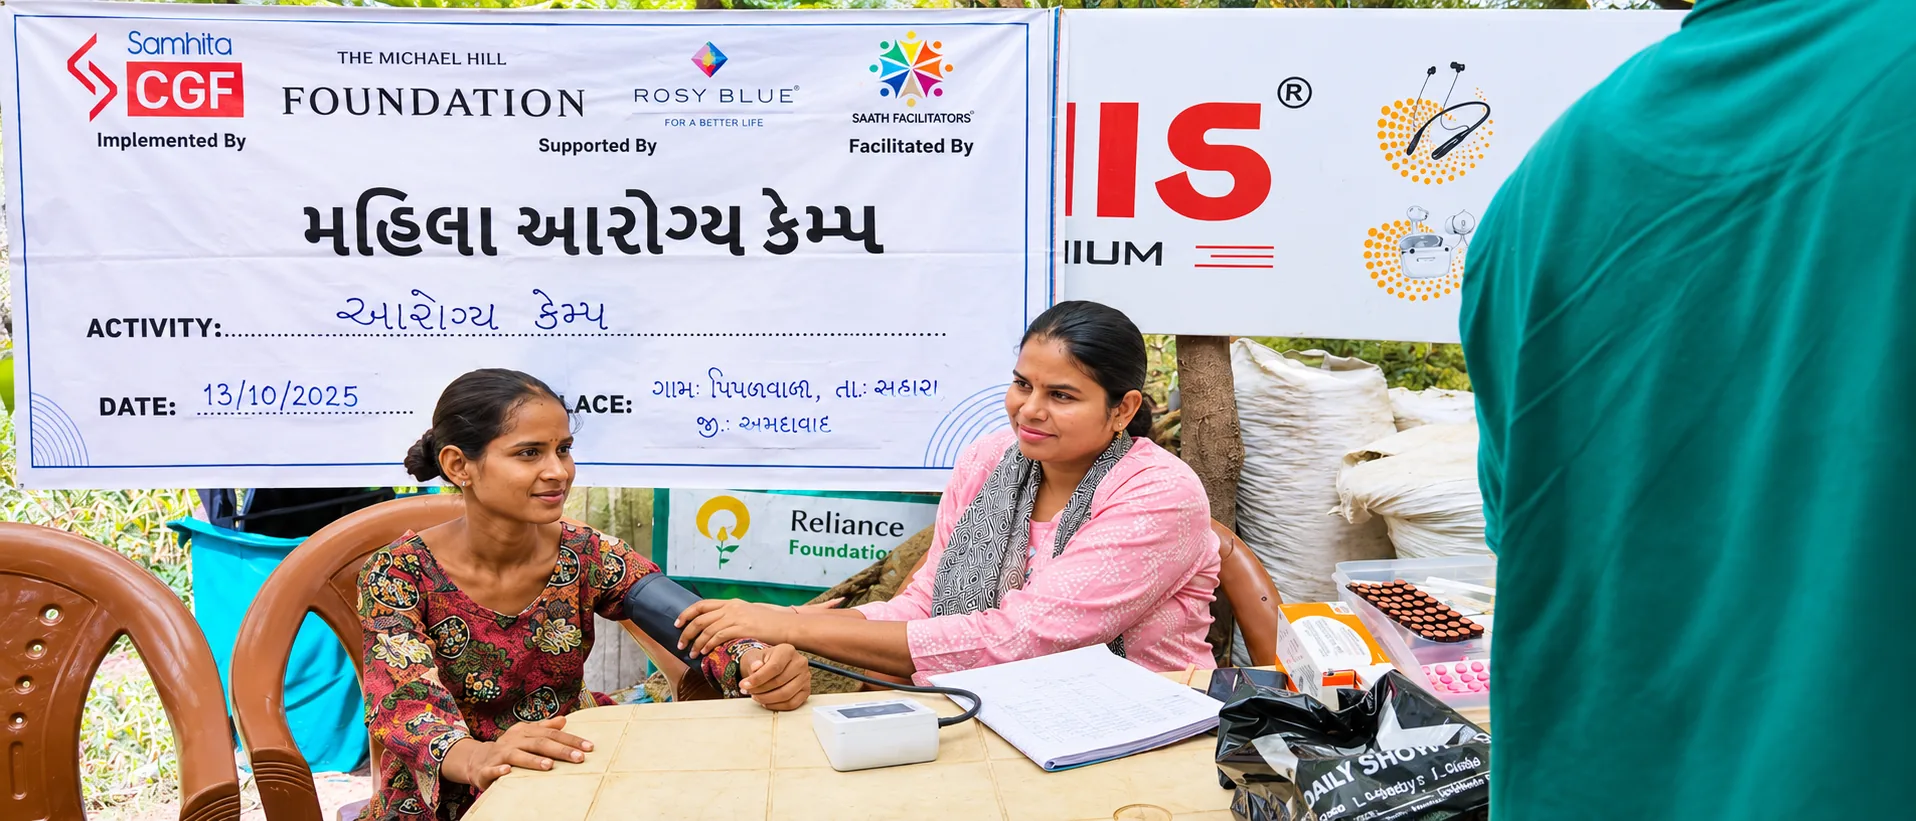 Samhita
CGF
Implemented By
THE MICHAEL HILL
FOUNDATION
ROSY BLUE®
FOR A BETTER LIFE
Supported By
SAATH FACILITATORS®
Facilitated By
મહિલા આરોગ્ય કેમ્પ
ACTIVITY: આરોગ્ય કેમ્પ
DATE: 13/10/2025
LACE: ગામઃ પિપળવાળી, તા.: સહારા
જી.: અમદાવાદ
IS®
IUM
Reliance
Foundatio
DAILY SHOW